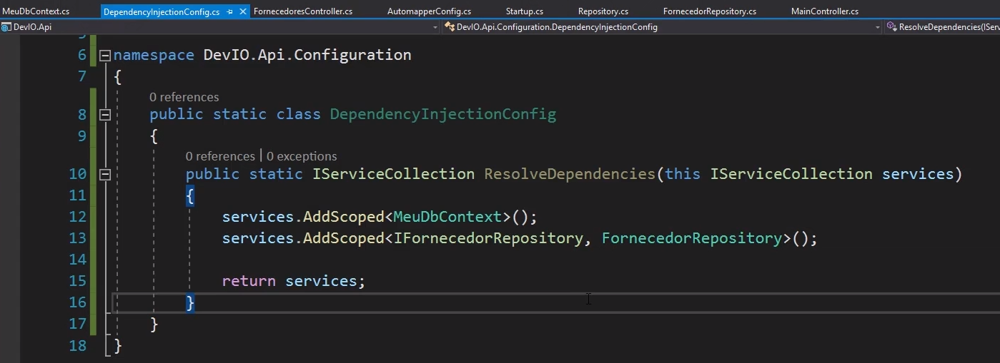 MeuDbContext.cs DependencyInjectionConfig.cs FornecedoresController.cs AutomapperConfig.cs Startup.cs Repository.cs FornecedorRepository.cs MainController.cs
DevIO.Api DevIO.Api.Configuration.DependencyInjectionConfig ResolveDependencies(IServ
6 namespace DevIO.Api.Configuration
7 {
0 references
8 public static class DependencyInjectionConfig
9 {
0 references | 0 exceptions
10 public static IServiceCollection ResolveDependencies(this IServiceCollection services)
11 {
12 services.AddScoped<MeuDbContext>();
13 services.AddScoped<IFornecedorRepository, FornecedorRepository>();
14
15 return services;
16 }
17 }
18 }